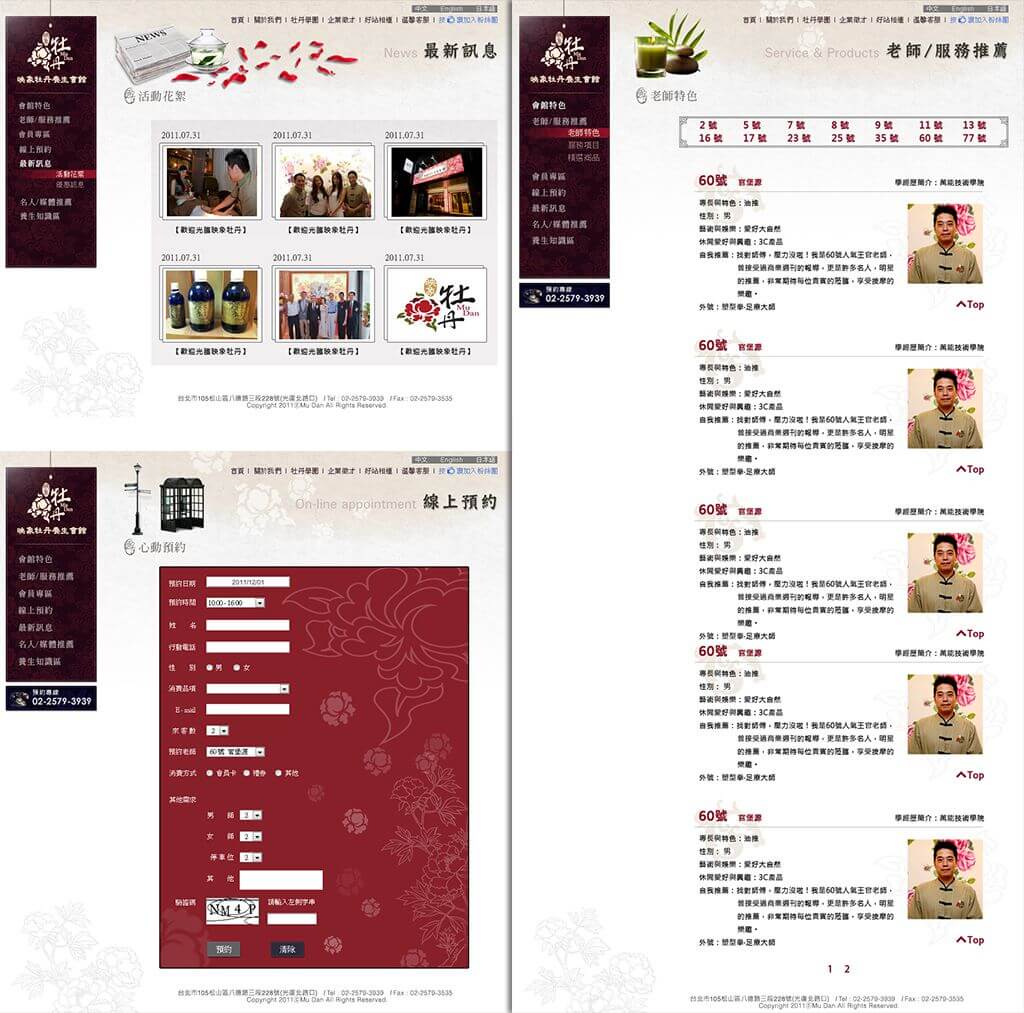 中文 English 日本語
首頁 | 關於我們 | 牡丹學園 | 企業徵才 | 好站相連 | 溫馨客服 | 按 讚加入粉絲團
牡丹
Mu Dan
映象牡丹養生會館
News 最新訊息
NEWS
活動花絮
會館特色
老師/服務推薦
會員專區
線上預約
最新訊息
活動花絮
優惠訊息
名人/媒體推薦
養生知識區
2011.07.31 2011.07.31 2011.07.31
【歡迎光臨映象牡丹】 【歡迎光臨映象牡丹】 【歡迎光臨映象牡丹】
2011.07.31 2011.07.31 2011.07.31
牡丹
Mu Dan
【歡迎光臨映象牡丹】 【歡迎光臨映象牡丹】 【歡迎光臨映象牡丹】
台北市105松山區八德路三段228號(光復北路口) / Tel : 02-2579-3939 / Fax : 02-2579-3535
Copyright 2011 Mu Dan All Rights Reserved.
中文 English 日本語
首頁 | 關於我們 | 牡丹學園 | 企業徵才 | 好站相連 | 溫馨客服 | 按 讚加入粉絲團
牡丹
Mu Dan
映象牡丹養生會館
On-line appointment 線上預約
心動預約
會館特色
老師/服務推薦
會員專區
線上預約
最新訊息
名人/媒體推薦
養生知識區
預約專線
02-2579-3939
預約日期 2011/12/01
預約時間 10:00 - 16:00
姓 名
行動電話
性 別 男 女
消費品項
E-mail
來客數 2
預約老師 60號 官堡源
消費方式 會員卡 禮券 其他
其他需求
男 師 2
女 師 2
停車位 2
其 他
驗證碼 NM4P 請輸入左側字串
預約 清除
台北市105松山區八德路三段228號(光復北路口) / Tel : 02-2579-3939 / Fax : 02-2579-3535
Copyright 2011 Mu Dan All Rights Reserved.
中文 English 日本語
首頁 | 關於我們 | 牡丹學園 | 企業徵才 | 好站相連 | 溫馨客服 | 按 讚加入粉絲團
牡丹
Mu Dan
映象牡丹養生會館
Service & Products 老師/服務推薦
老師特色
會館特色
老師/服務推薦
老師特色
服務項目
精選商品
會員專區
線上預約
最新訊息
名人/媒體推薦
養生知識區
預約專線
02-2579-3939
2 號 5 號 7 號 8 號 9 號 11 號 13 號
16 號 17 號 23 號 25 號 35 號 60 號 77 號
60號 官堡源 學經歷簡介:萬能技術學院
專長與特色:油推
性別: 男
藝術與娛樂:愛好大自然
休閒愛好與興趣:3C產品
自我推薦:找對師傅,壓力沒啦!我是60號人氣王官老師,
曾接受過商業週刊的報導,更是許多名人,明星
的推薦,非常期待每位貴賓的蒞臨,享受按摩的
樂趣。
外號:塑型拳-足療大師
Top
60號 官堡源 學經歷簡介:萬能技術學院
專長與特色:油推
性別: 男
藝術與娛樂:愛好大自然
休閒愛好與興趣:3C產品
自我推薦:找對師傅,壓力沒啦!我是60號人氣王官老師,
曾接受過商業週刊的報導,更是許多名人,明星
的推薦,非常期待每位貴賓的蒞臨,享受按摩的
樂趣。
外號:塑型拳-足療大師
Top
60號 官堡源 學經歷簡介:萬能技術學院
專長與特色:油推
性別: 男
藝術與娛樂:愛好大自然
休閒愛好與興趣:3C產品
自我推薦:找對師傅,壓力沒啦!我是60號人氣王官老師,
曾接受過商業週刊的報導,更是許多名人,明星
的推薦,非常期待每位貴賓的蒞臨,享受按摩的
樂趣。
外號:塑型拳-足療大師
Top
60號 官堡源 學經歷簡介:萬能技術學院
專長與特色:油推
性別: 男
藝術與娛樂:愛好大自然
休閒愛好與興趣:3C產品
自我推薦:找對師傅,壓力沒啦!我是60號人氣王官老師,
曾接受過商業週刊的報導,更是許多名人,明星
的推薦,非常期待每位貴賓的蒞臨,享受按摩的
樂趣。
外號:塑型拳-足療大師
Top
60號 官堡源 學經歷簡介:萬能技術學院
專長與特色:油推
性別: 男
藝術與娛樂:愛好大自然
休閒愛好與興趣:3C產品
自我推薦:找對師傅,壓力沒啦!我是60號人氣王官老師,
曾接受過商業週刊的報導,更是許多名人,明星
的推薦,非常期待每位貴賓的蒞臨,享受按摩的
樂趣。
外號:塑型拳-足療大師
Top
1 2
台北市105松山區八德路三段228號(光復北路口) / Tel : 02-2579-3939 / Fax : 02-2579-3535
Copyright 2011 Mu Dan All Rights Reserved.